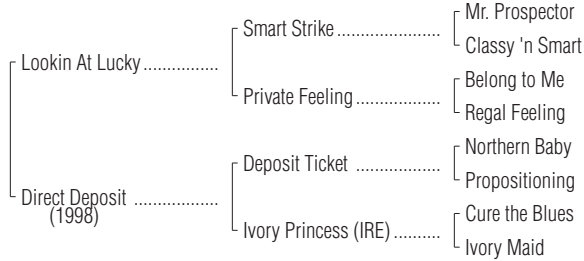 Mr. Prospector
Smart Strike ........................
Classy 'n Smart
Lookin At Lucky .................
Belong to Me
Private Feeling ...................
Regal Feeling
Northern Baby
Deposit Ticket ...................
Propositioning
Direct Deposit ...................
(1998)
Cure the Blues
Ivory Princess (IRE) ..........
Ivory Maid